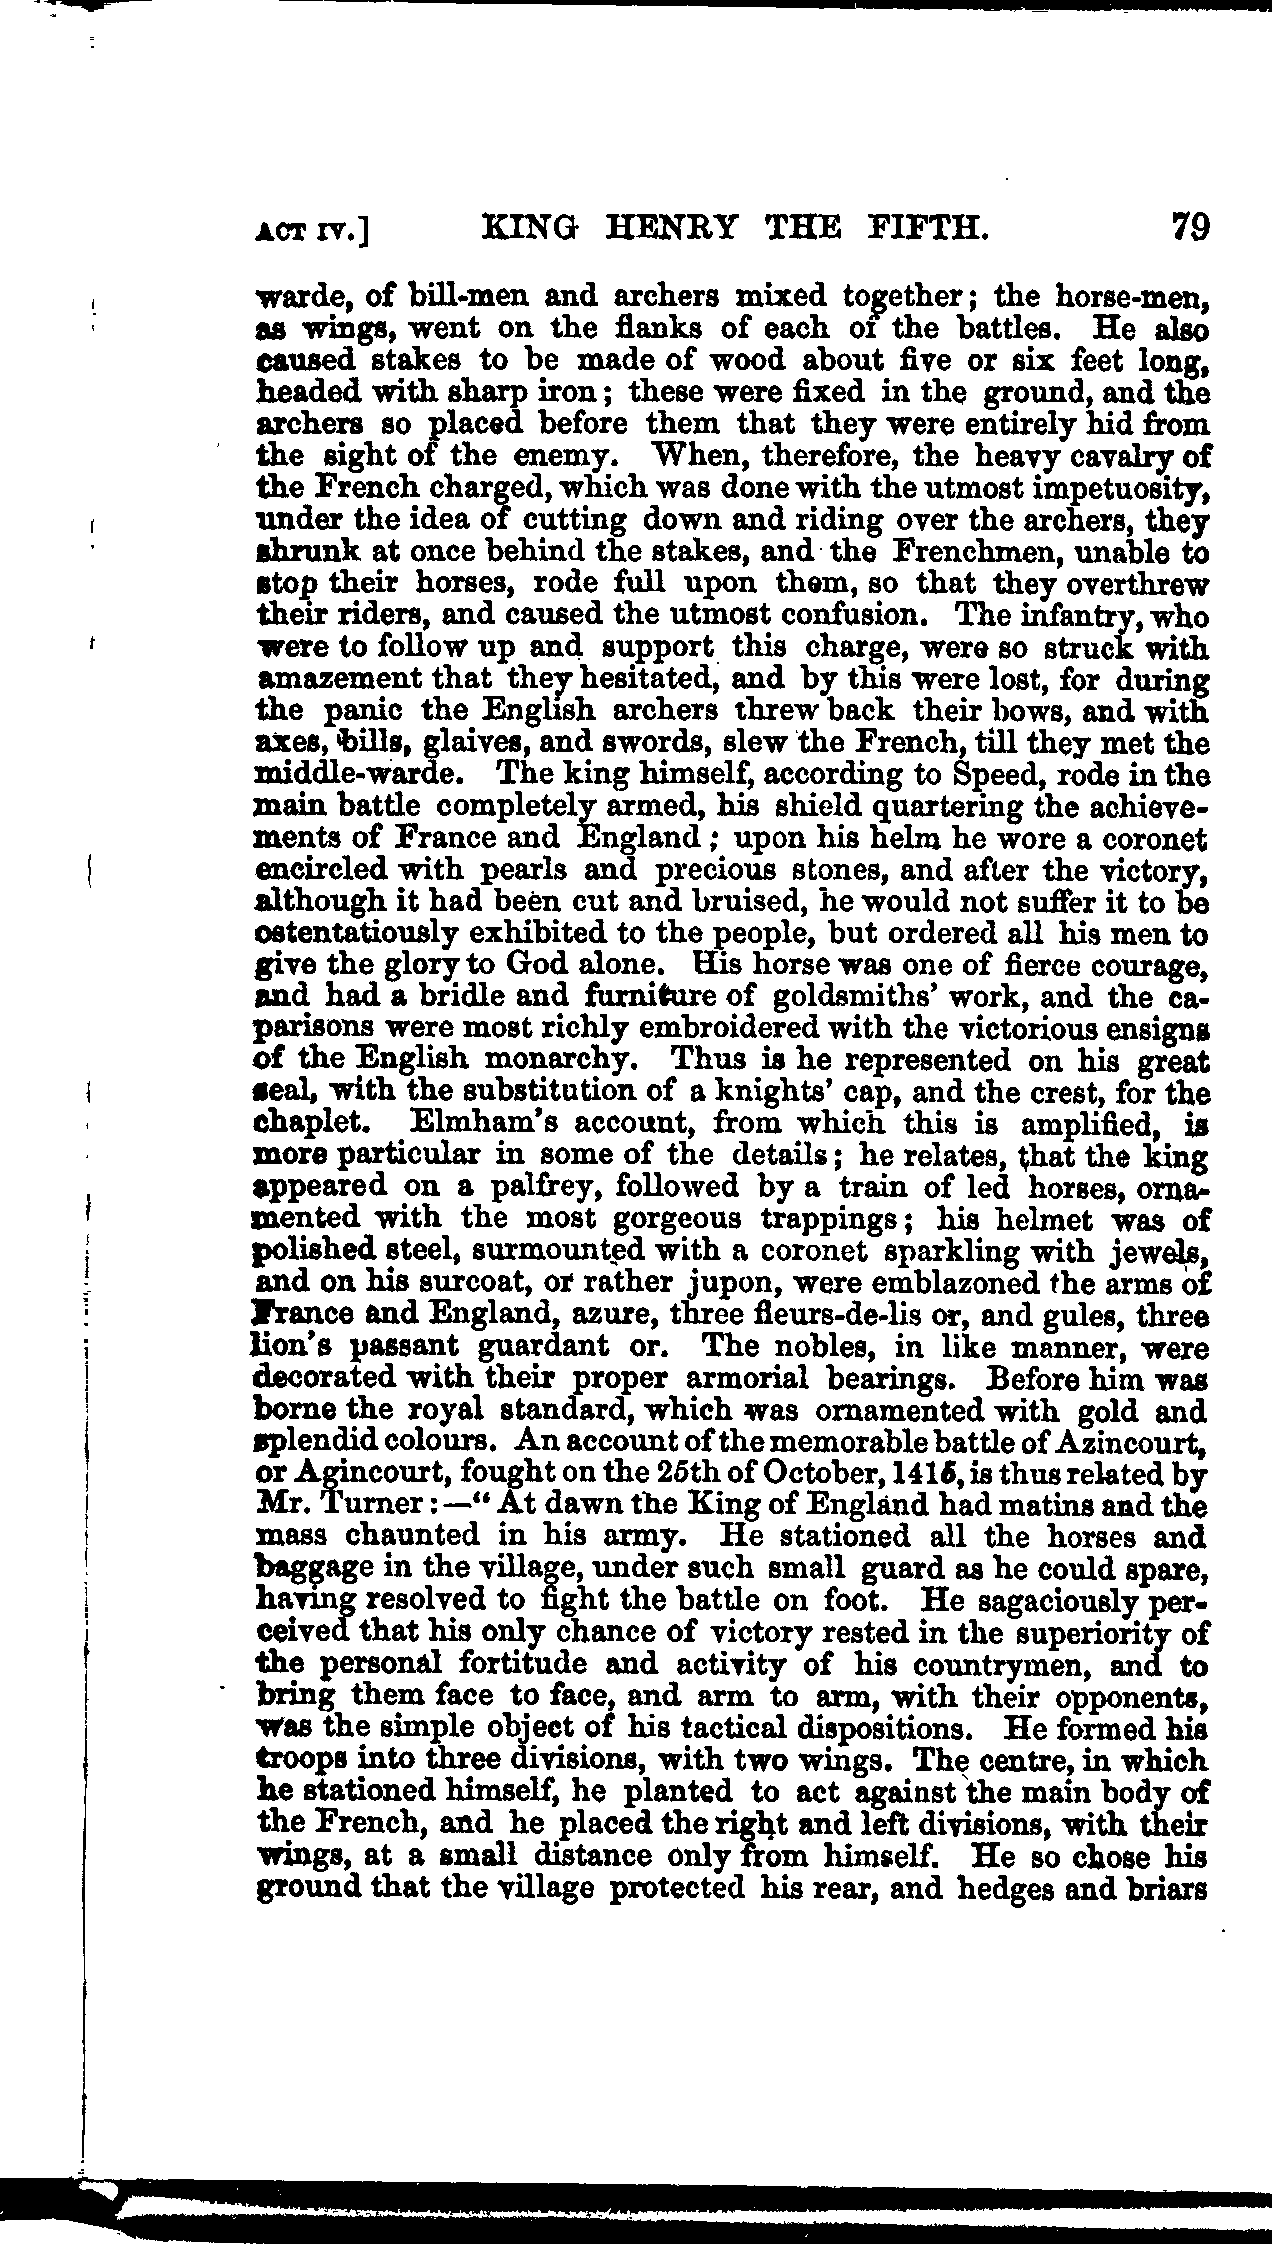 ACT IV.] KING HENRY THE FIFTH. 79
warde, of bill-men and archers mixed together; the horse-men,
as wings, went on the flanks of each of the battles. He also
caused stakes to be made of wood about five or six feet long,
headed with sharp iron; these were fixed in the ground, and the
archers so placed before them that they were entirely hid from
the sight of the enemy. When, therefore, the heavy cavalry of
the French charged, which was done with the utmost impetuosity,
under the idea of cutting down and riding over the archers, they
shrunk at once behind the stakes, and the Frenchmen, unable to
stop their horses, rode full upon them, so that they overthrew
their riders, and caused the utmost confusion. The infantry, who
were to follow up and support this charge, were so struck with
amazement that they hesitated, and by this were lost, for during
the panic the English archers threw back their bows, and with
axes, bills, glaives, and swords, slew the French, till they met the
middle-warde. The king himself, according to Speed, rode in the
main battle completely armed, his shield quartering the achieve-
ments of France and England; upon his helm he wore a coronet
encircled with pearls and precious stones, and after the victory,
although it had been cut and bruised, he would not suffer it to be
ostentatiously exhibited to the people, but ordered all his men to
give the glory to God alone. His horse was one of fierce courage,
and had a bridle and furniture of goldsmiths' work, and the ca-
parisons were most richly embroidered with the victorious ensigns
of the English monarchy. Thus is he represented on his great
seal, with the substitution of a knights' cap, and the crest, for the
chaplet. Elmham's account, from which this is amplified, is
more particular in some of the details; he relates, that the king
appeared on a palfrey, followed by a train of led horses, orna-
mented with the most gorgeous trappings; his helmet was of
polished steel, surmounted with a coronet sparkling with jewels,
and on his surcoat, or rather jupon, were emblazoned the arms of
France and England, azure, three fleurs-de-lis or, and gules, three
lion's passant guardant or. The nobles, in like manner, were
decorated with their proper armorial bearings. Before him was
borne the royal standard, which was ornamented with gold and
splendid colours. An account of the memorable battle of Azincourt,
or Agincourt, fought on the 25th of October, 1415, is thus related by
Mr. Turner:—"At dawn the King of England had matins and the
mass chaunted in his army. He stationed all the horses and
baggage in the village, under such small guard as he could spare,
having resolved to fight the battle on foot. He sagaciously per-
ceived that his only chance of victory rested in the superiority of
the personal fortitude and activity of his countrymen, and to
bring them face to face, and arm to arm, with their opponents,
was the simple object of his tactical dispositions. He formed his
troops into three divisions, with two wings. The centre, in which
he stationed himself, he planted to act against the main body of
the French, and he placed the right and left divisions, with their
wings, at a small distance only from himself. He so chose his
ground that the village protected his rear, and hedges and briars